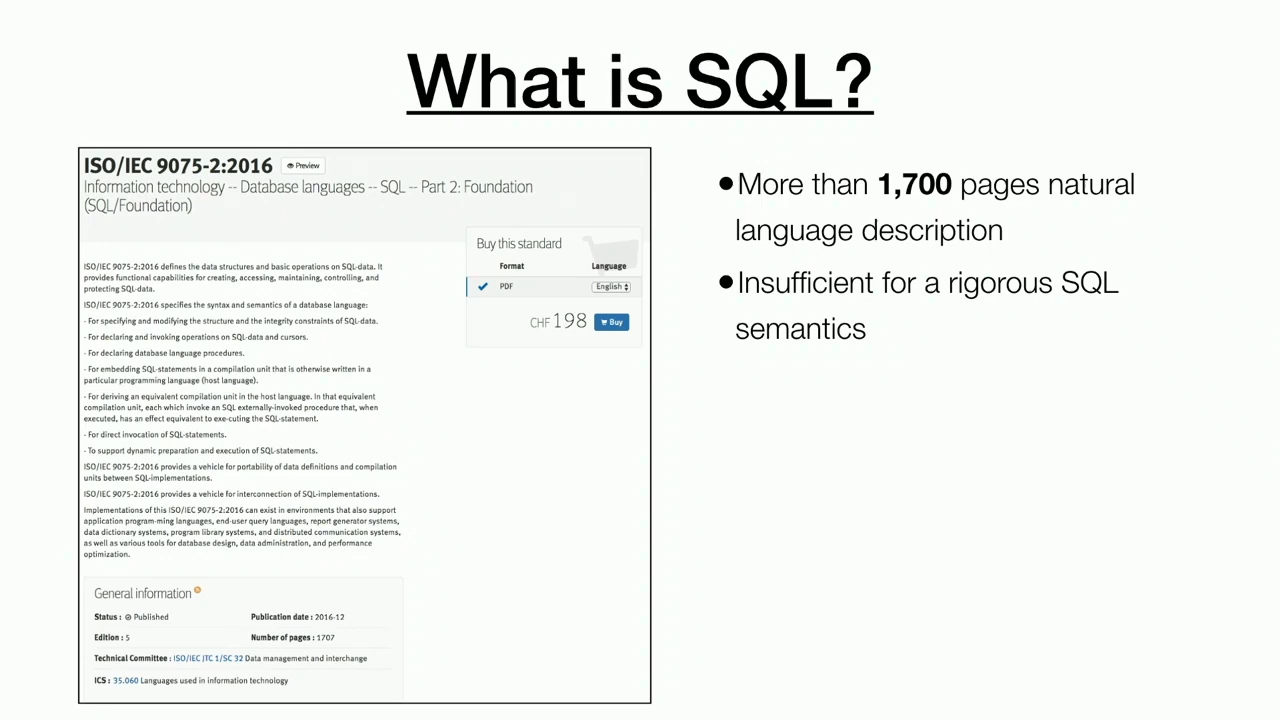 What is SQL?
ISO/IEC 9075-2:2016 Preview
Information technology -- Database languages -- SQL -- Part 2: Foundation
(SQL/Foundation)
Buy this standard
Format Language
PDF English
CHF 198 Buy
ISO/IEC 9075-2:2016 defines the data structures and basic operations on SQL-data. It
provides functional capabilities for creating, accessing, maintaining, controlling, and
protecting SQL-data.
ISO/IEC 9075-2:2016 specifies the syntax and semantics of a database language:
- For specifying and modifying the structure and the integrity constraints of SQL-data.
- For declaring and invoking operations on SQL-data and cursors.
- For declaring database language procedures.
- For embedding SQL-statements in a compilation unit that is otherwise written in a
particular programming language (host language).
- For deriving an equivalent compilation unit in the host language. In that equivalent
compilation unit, each which invoke an SQL externally-invoked procedure that, when
executed, has an effect equivalent to exe-cuting the SQL-statement.
- For direct invocation of SQL-statements.
- To support dynamic preparation and execution of SQL-statements.
ISO/IEC 9075-2:2016 provides a vehicle for portability of data definitions and compilation
units between SQL-implementations.
ISO/IEC 9075-2:2016 provides a vehicle for interconnection of SQL-implementations.
Implementations of this ISO/IEC 9075-2:2016 can exist in environments that also support
application program-ming languages, end-user query languages, report generator systems,
data dictionary systems, program library systems, and distributed communication systems,
as well as various tools for database design, data administration, and performance
optimization.
General information
Status : Published Publication date : 2016-12
Edition : 5 Number of pages : 1707
Technical Committee : ISO/IEC JTC 1/SC 32 Data management and interchange
ICS : 35.060 Languages used in information technology
•More than 1,700 pages natural
language description
•Insufficient for a rigorous SQL
semantics